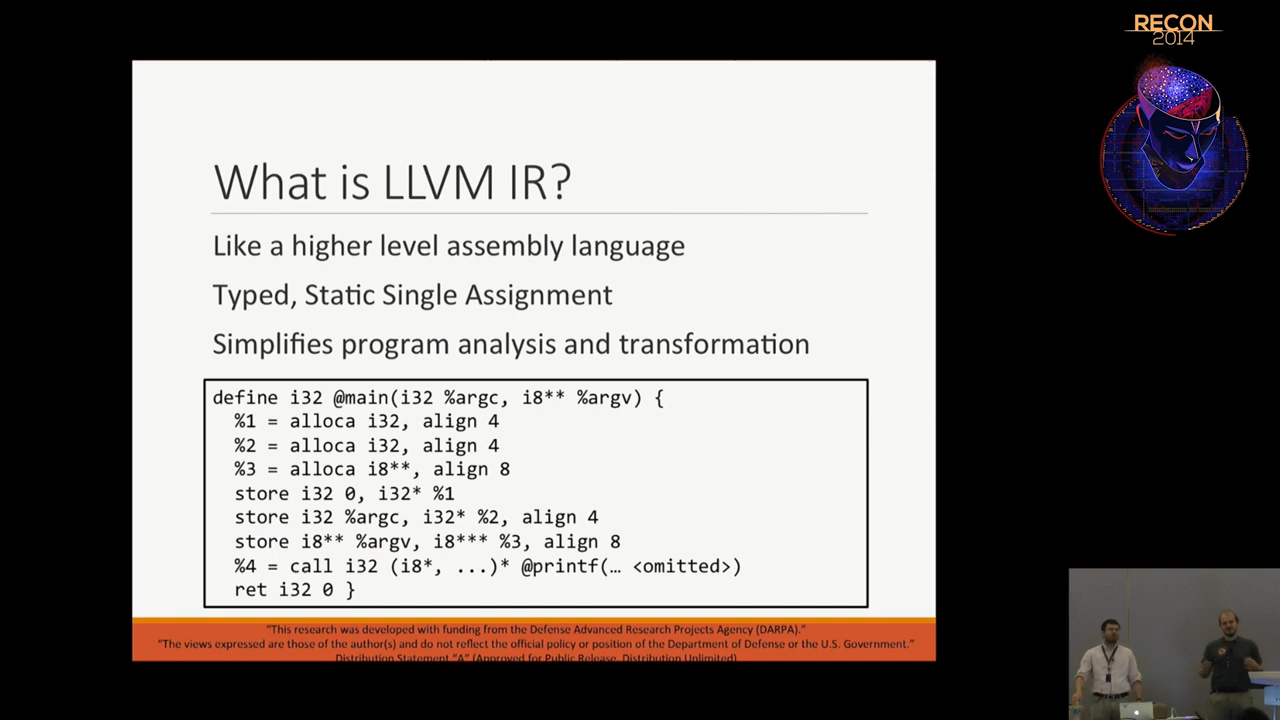 RECON
2014
What is LLVM IR?
Like a higher level assembly language
Typed, Static Single Assignment
Simplifies program analysis and transformation
define i32 @main(i32 %argc, i8** %argv) {
%1 = alloca i32, align 4
%2 = alloca i32, align 4
%3 = alloca i8**, align 8
store i32 0, i32* %1
store i32 %argc, i32* %2, align 4
store i8** %argv, i8*** %3, align 8
%4 = call i32 (i8*, ...)* @printf(… <omitted>)
ret i32 0 }
"This research was developed with funding from the Defense Advanced Research Projects Agency (DARPA)."
"The views expressed are those of the author(s) and do not reflect the official policy or position of the Department of Defense or the U.S. Government."
Distribution Statement "A" (Approved for Public Release, Distribution Unlimited)